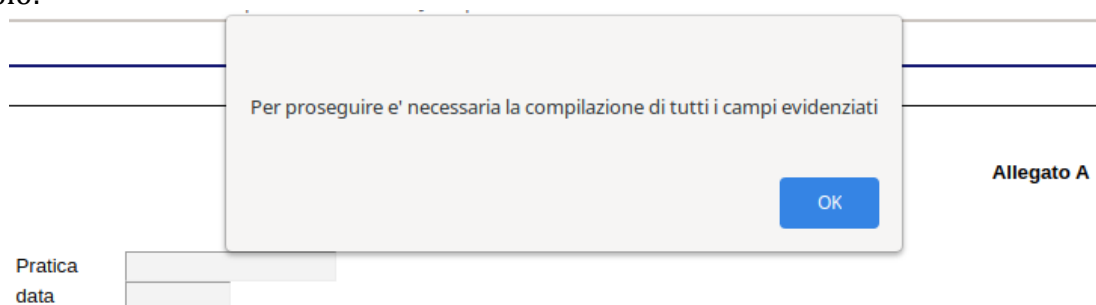 Per proseguire e' necessaria la compilazione di tutti i campi evidenziati
Allegato A
OK
Pratica
data